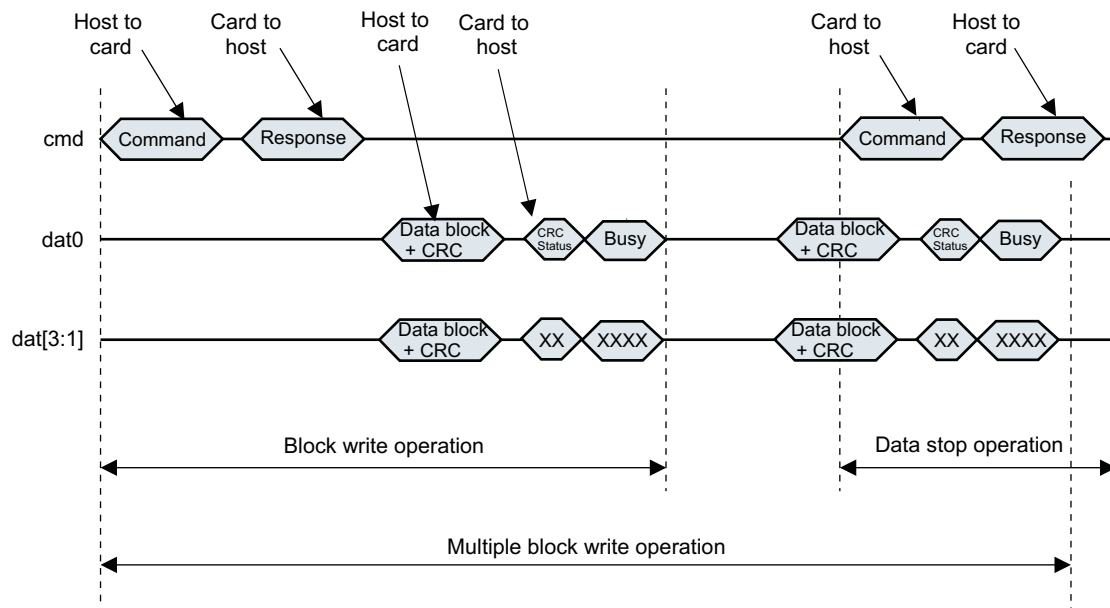 Host to
card
Card to
host
Host to
card
Card to
host
Card to
host
Host to
card
cmd
Command
Response
Command
Response
dat0
Data block
+ CRC
CRC
Status
Busy
Data block
+ CRC
CRC
Status
Busy
dat[3:1]
Data block
+ CRC
XX
XXXX
Data block
+ CRC
XX
XXXX
Block write operation
Data stop operation
Multiple block write operation